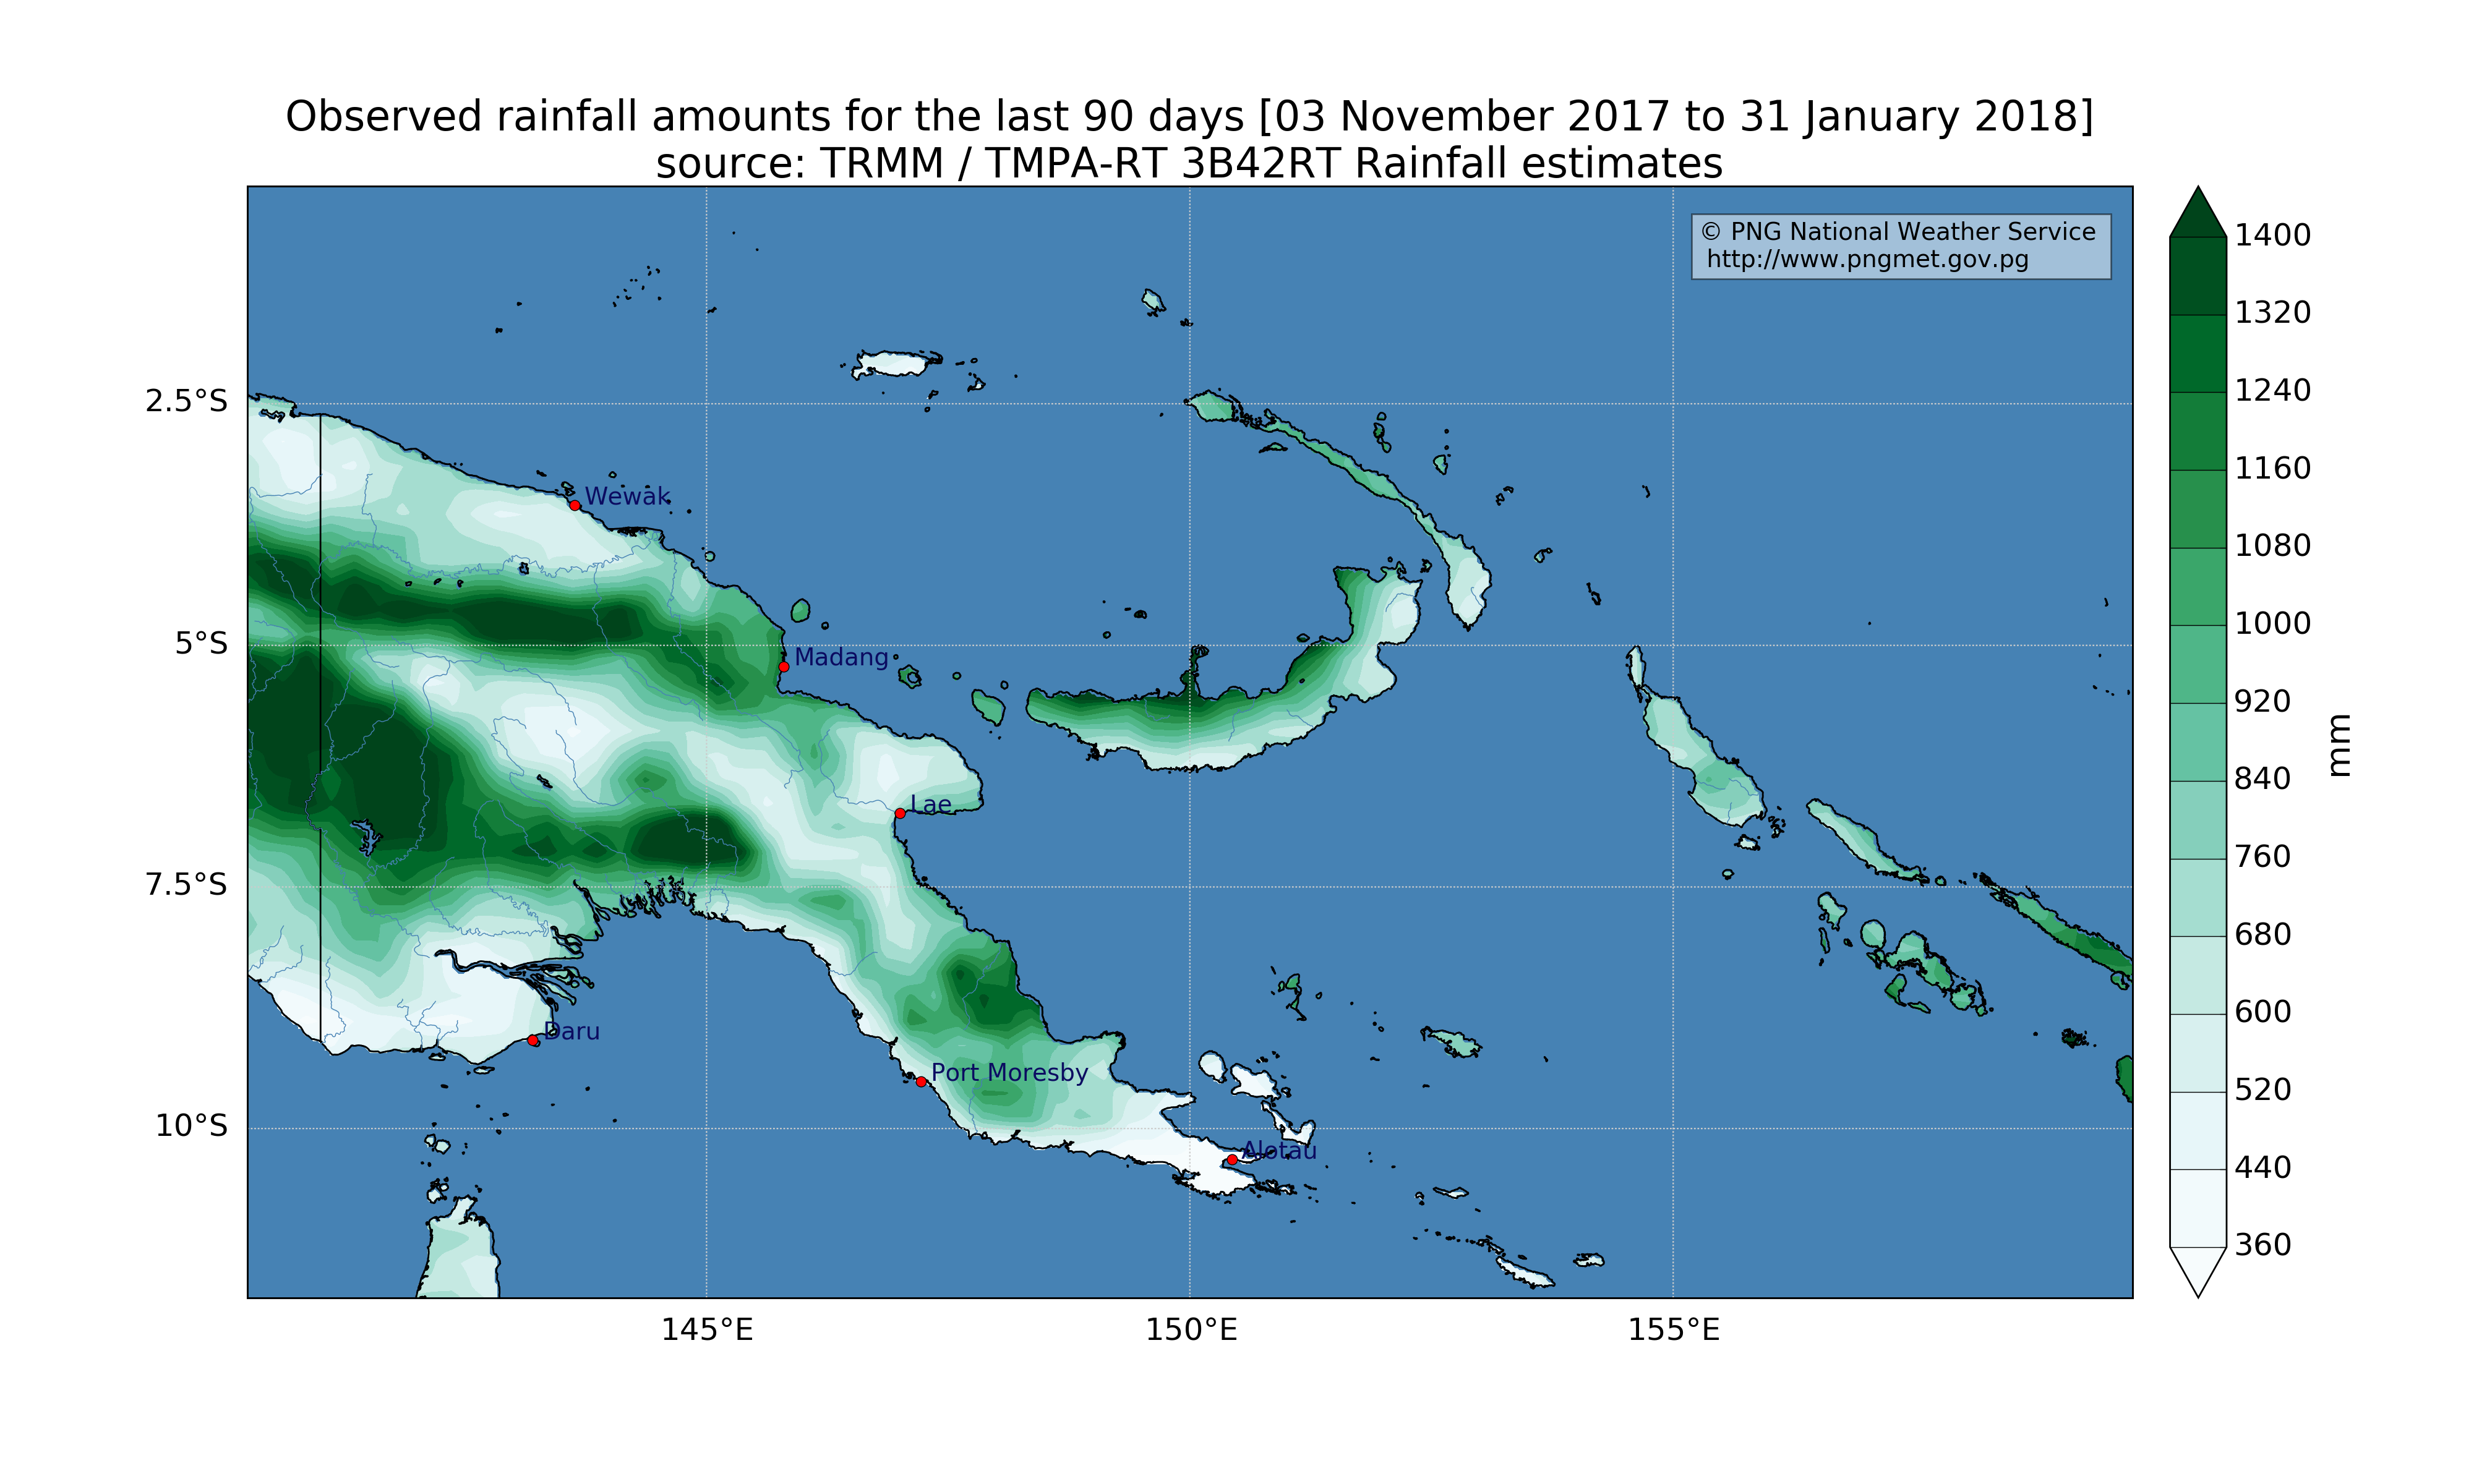 Observed rainfall amounts for the last 90 days [03 November 2017 to 31 January 2018]
source: TRMM / TMPA-RT 3B42RT Rainfall estimates
© PNG National Weather Service
http://www.pngmet.gov.pg
2.5°S
5°S
7.5°S
10°S
145°E
150°E
155°E
Wewak
Madang
Lae
Daru
Port Moresby
Alotau
1400
1320
1240
1160
1080
1000
920
840
760
680
600
520
440
360
mm